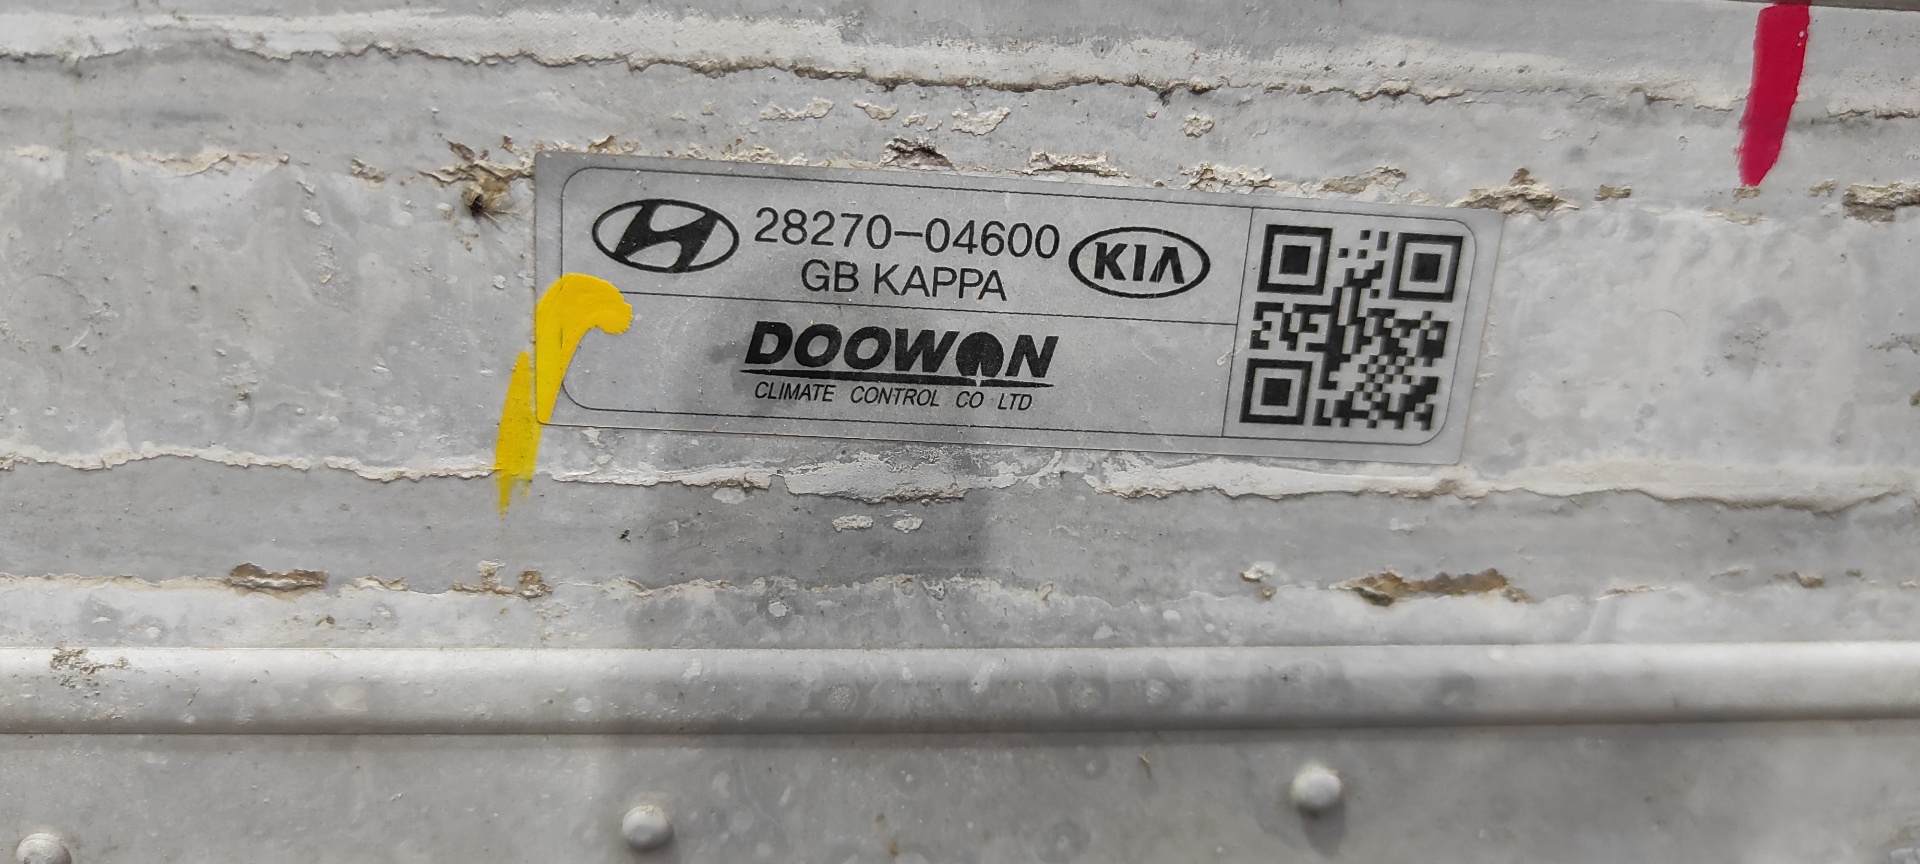 28270-04600
KIA
GB KAPPA
DOOWON
CLIMATE CONTROL CO LTD